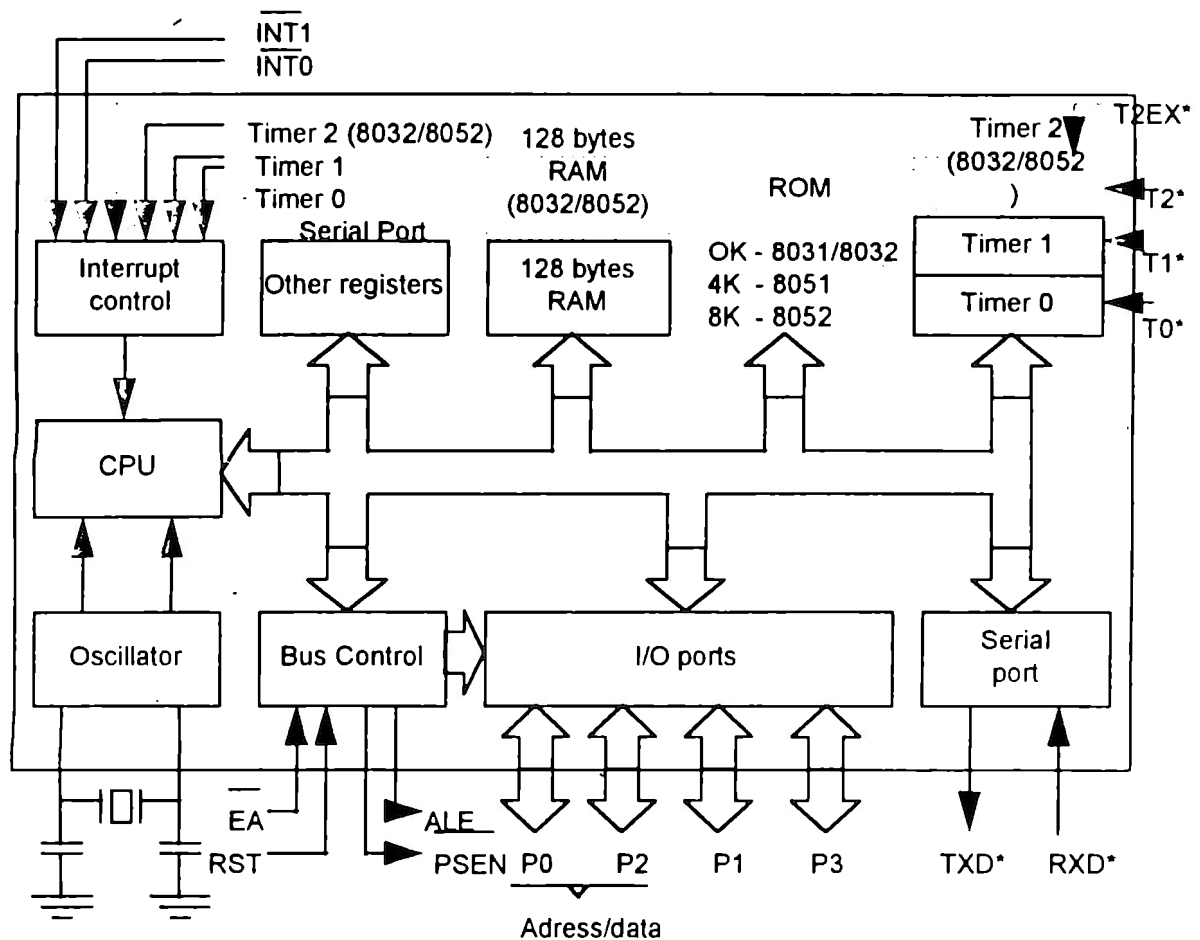 INT1
INT0
T2EX*
Timer 2 (8032/8052)
Timer 1
Timer 0
Serial Port
128 bytes
RAM
(8032/8052)
ROM
Timer 2
(8032/8052
)
T2*
Interrupt
control
Other registers
128 bytes
RAM
OK - 8031/8032
4K - 8051
8K - 8052
Timer 1
Timer 0
T1*
T0*
CPU
Oscillator
Bus Control
I/O ports
Serial
port
EA
RST
ALE
PSEN
P0
P2
P1
P3
TXD*
RXD*
Adress/data